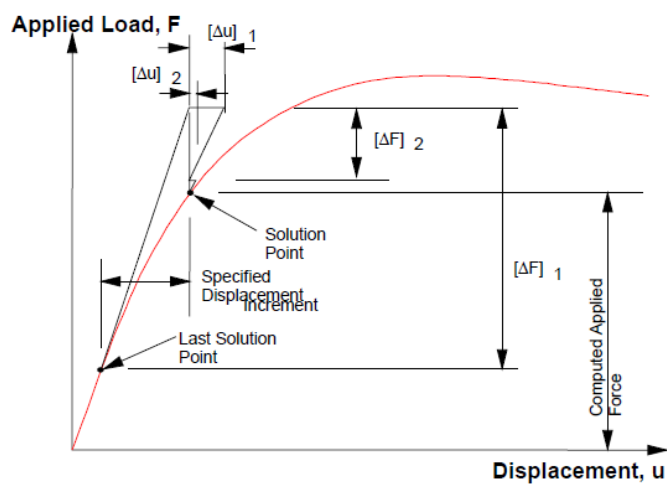 Applied Load, F
[Δu] 1
[Δu] 2
[ΔF] 2
Solution
Point
Specified
Displacement
Increment
[ΔF] 1
Last Solution
Point
Computed Applied
Force
Displacement, u